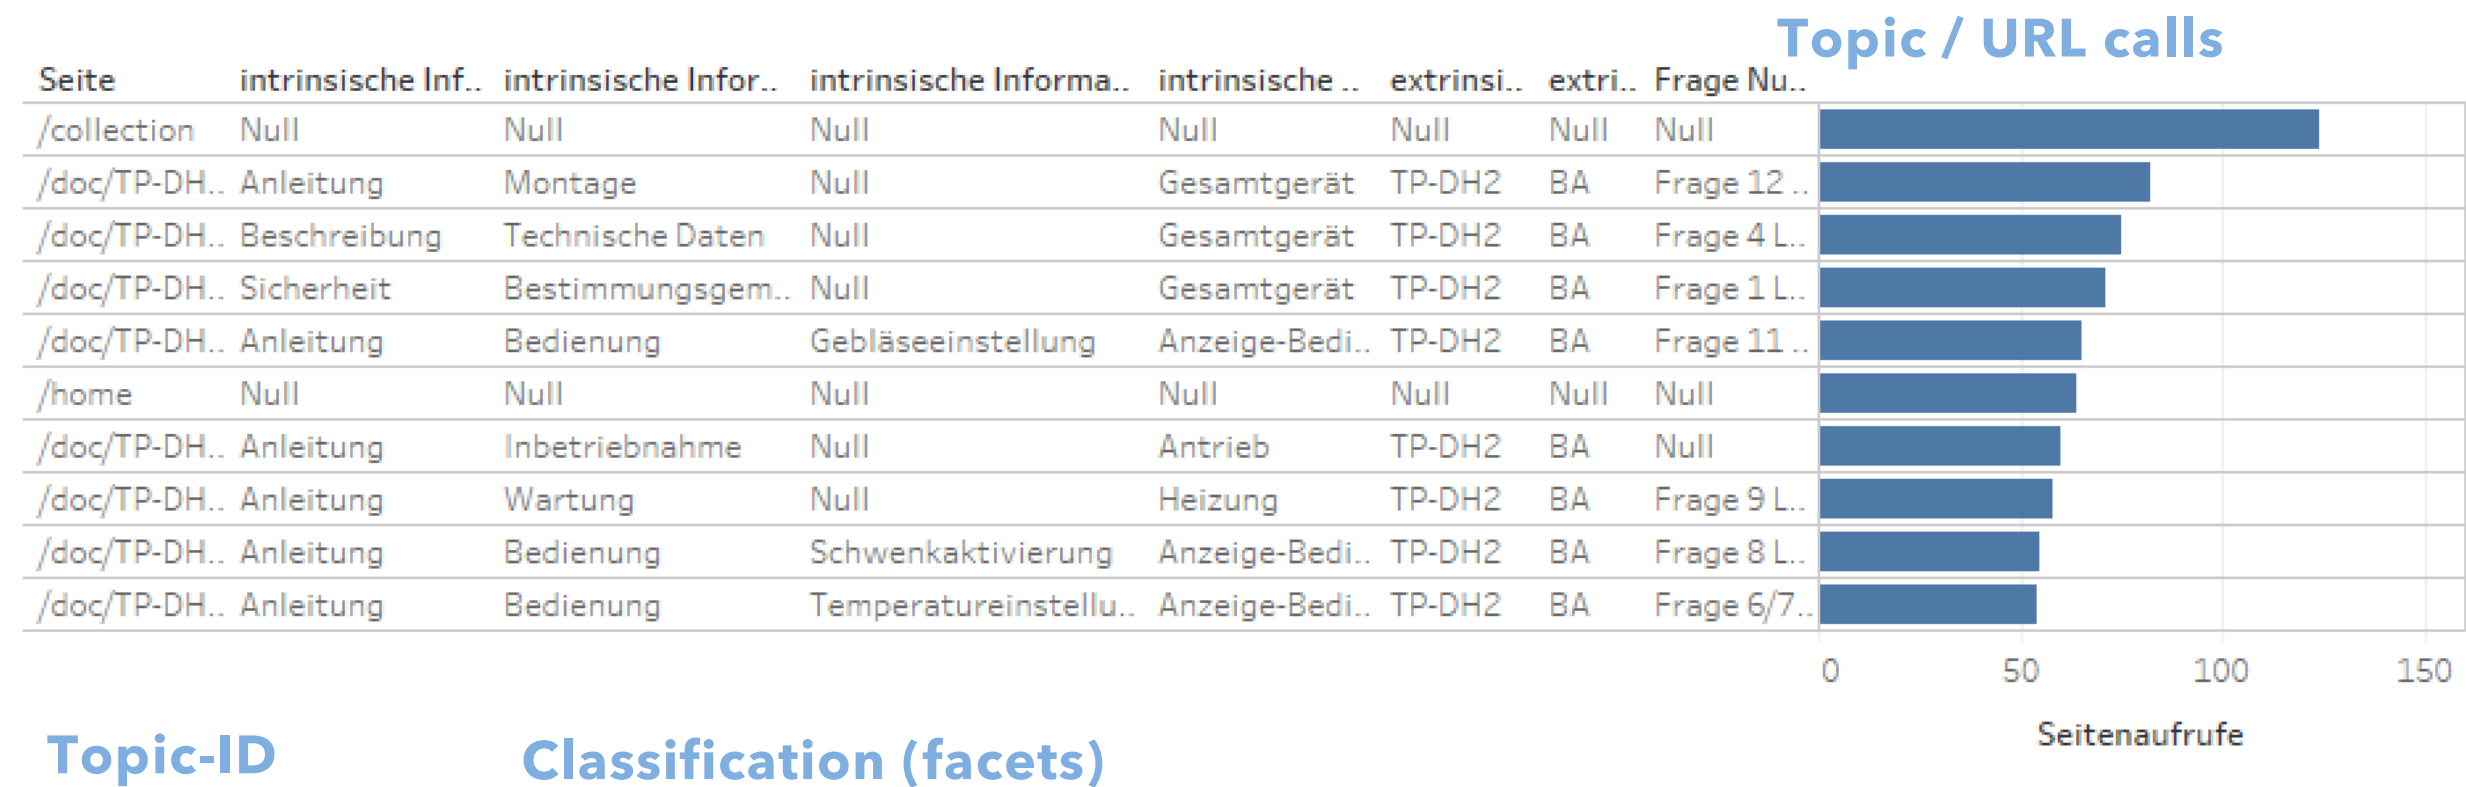 Topic / URL calls
Seite intrinsische Inf.. intrinsische Infor.. intrinsische Informa.. intrinsische .. extrinsi.. extri.. Frage Nu..
/collection Null Null Null Null Null Null Null
/doc/TP-DH.. Anleitung Montage Null Gesamtgerät TP-DH2 BA Frage 12 ..
/doc/TP-DH.. Beschreibung Technische Daten Null Gesamtgerät TP-DH2 BA Frage 4 L..
/doc/TP-DH.. Sicherheit Bestimmungsgem.. Null Gesamtgerät TP-DH2 BA Frage 1 L..
/doc/TP-DH.. Anleitung Bedienung Gebläseeinstellung Anzeige-Bedi.. TP-DH2 BA Frage 11 ..
/home Null Null Null Null Null Null Null
/doc/TP-DH.. Anleitung Inbetriebnahme Null Antrieb TP-DH2 BA Null
/doc/TP-DH.. Anleitung Wartung Null Heizung TP-DH2 BA Frage 9 L..
/doc/TP-DH.. Anleitung Bedienung Schwenkaktivierung Anzeige-Bedi.. TP-DH2 BA Frage 8 L..
/doc/TP-DH.. Anleitung Bedienung Temperatureinstellu.. Anzeige-Bedi.. TP-DH2 BA Frage 6/7..
0 50 100 150
Seitenaufrufe
Topic-ID Classification (facets)